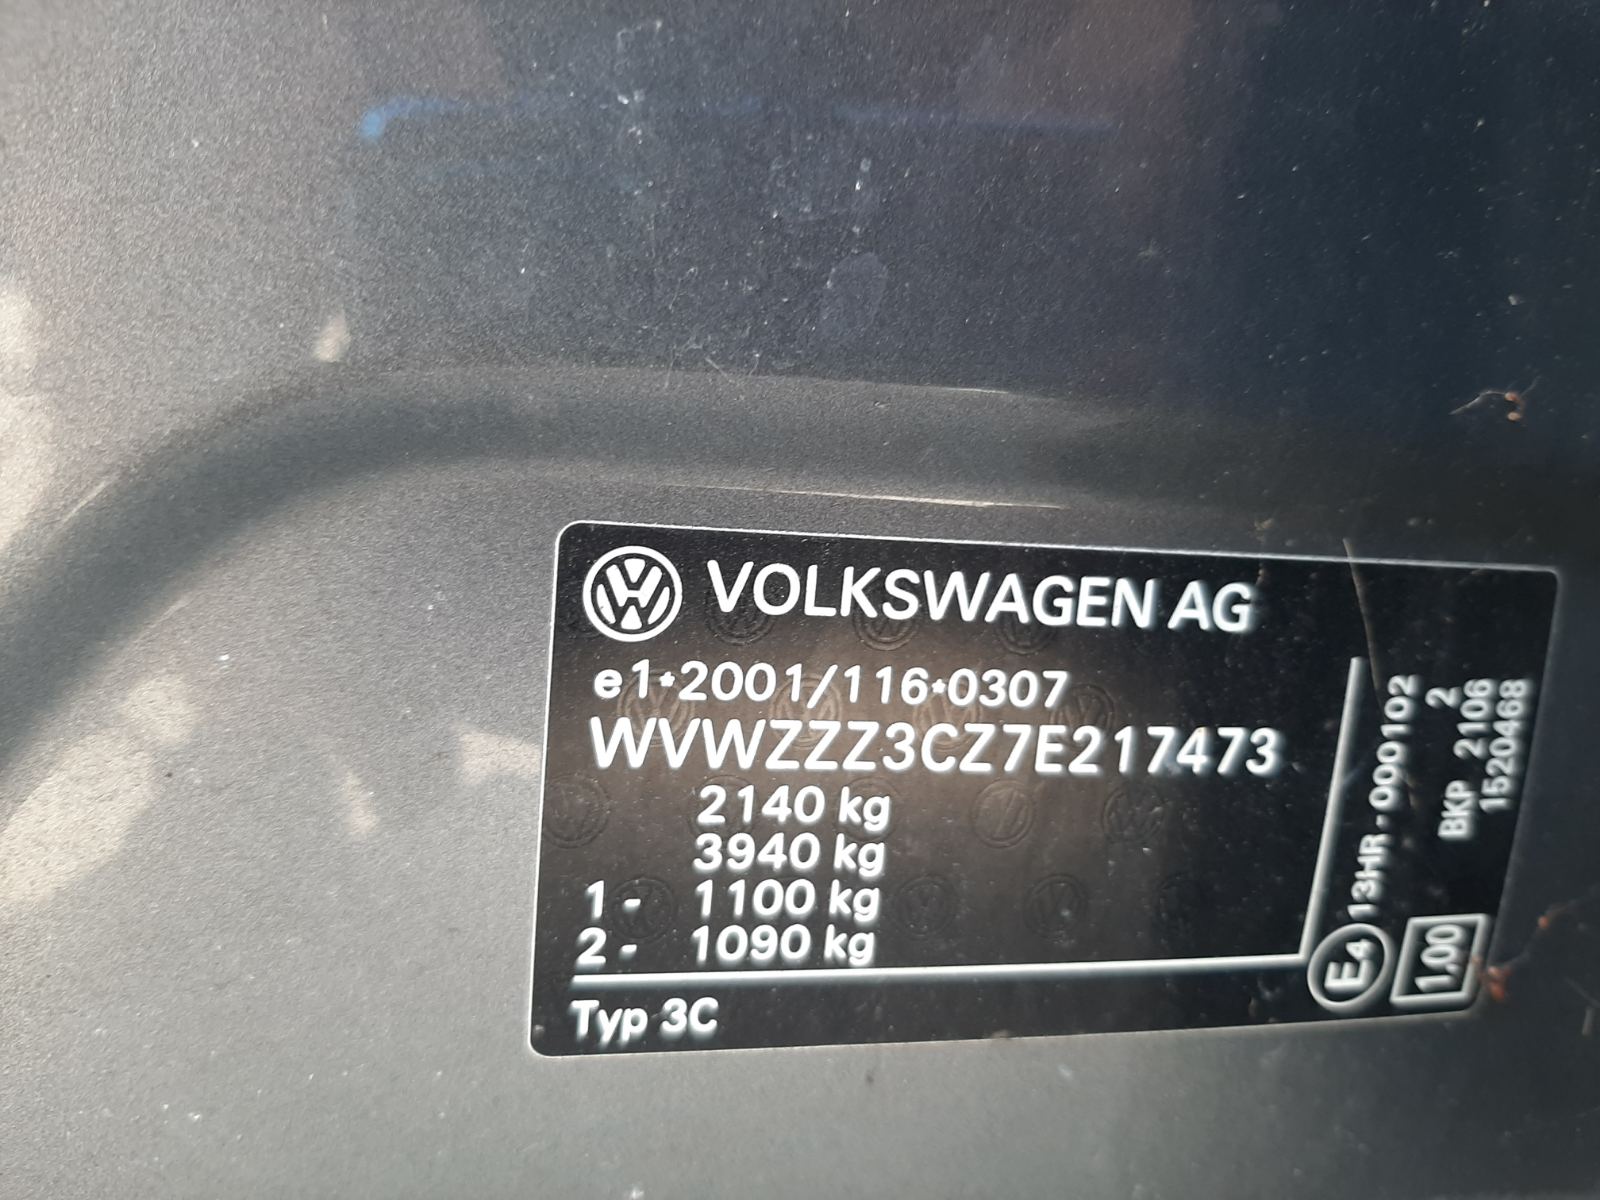 VOLKSWAGEN AG
e1*2001/116*0307
WVWZZZ3CZ7E217473
2140 kg
3940 kg
1 - 1100 kg
2 - 1090 kg
Typ 3C
E4 13HR - 090102
1,00 BKP 2106 2
1520468